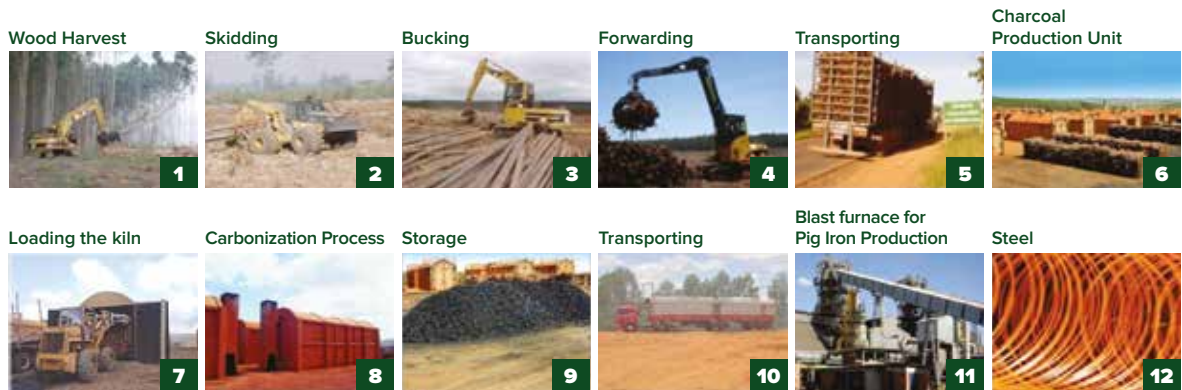 Wood Harvest
1
Skidding
2
Bucking
3
Forwarding
4
Transporting
5
Charcoal
Production Unit
6
Loading the kiln
7
Carbonization Process
8
Storage
9
Transporting
10
Blast furnace for
Pig Iron Production
11
Steel
12